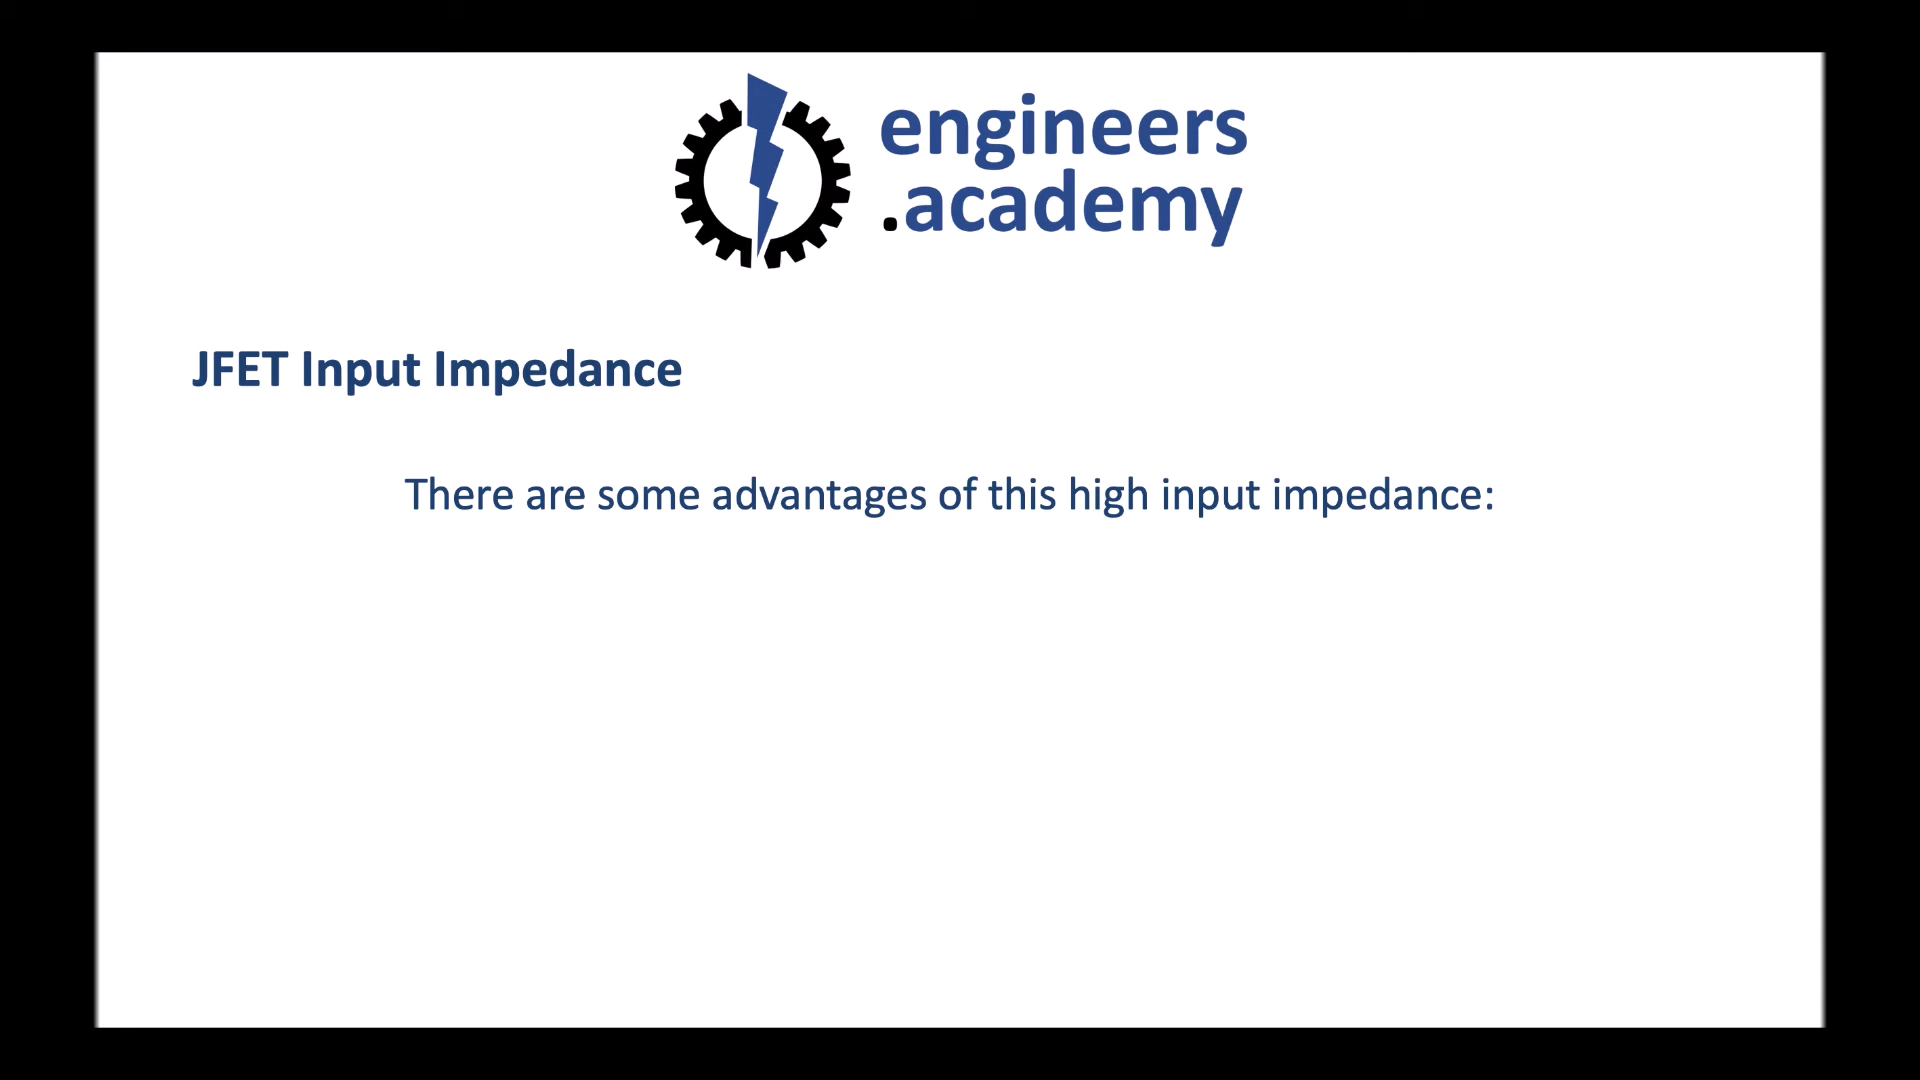 engineers
.academy
JFET Input Impedance
There are some advantages of this high input impedance: